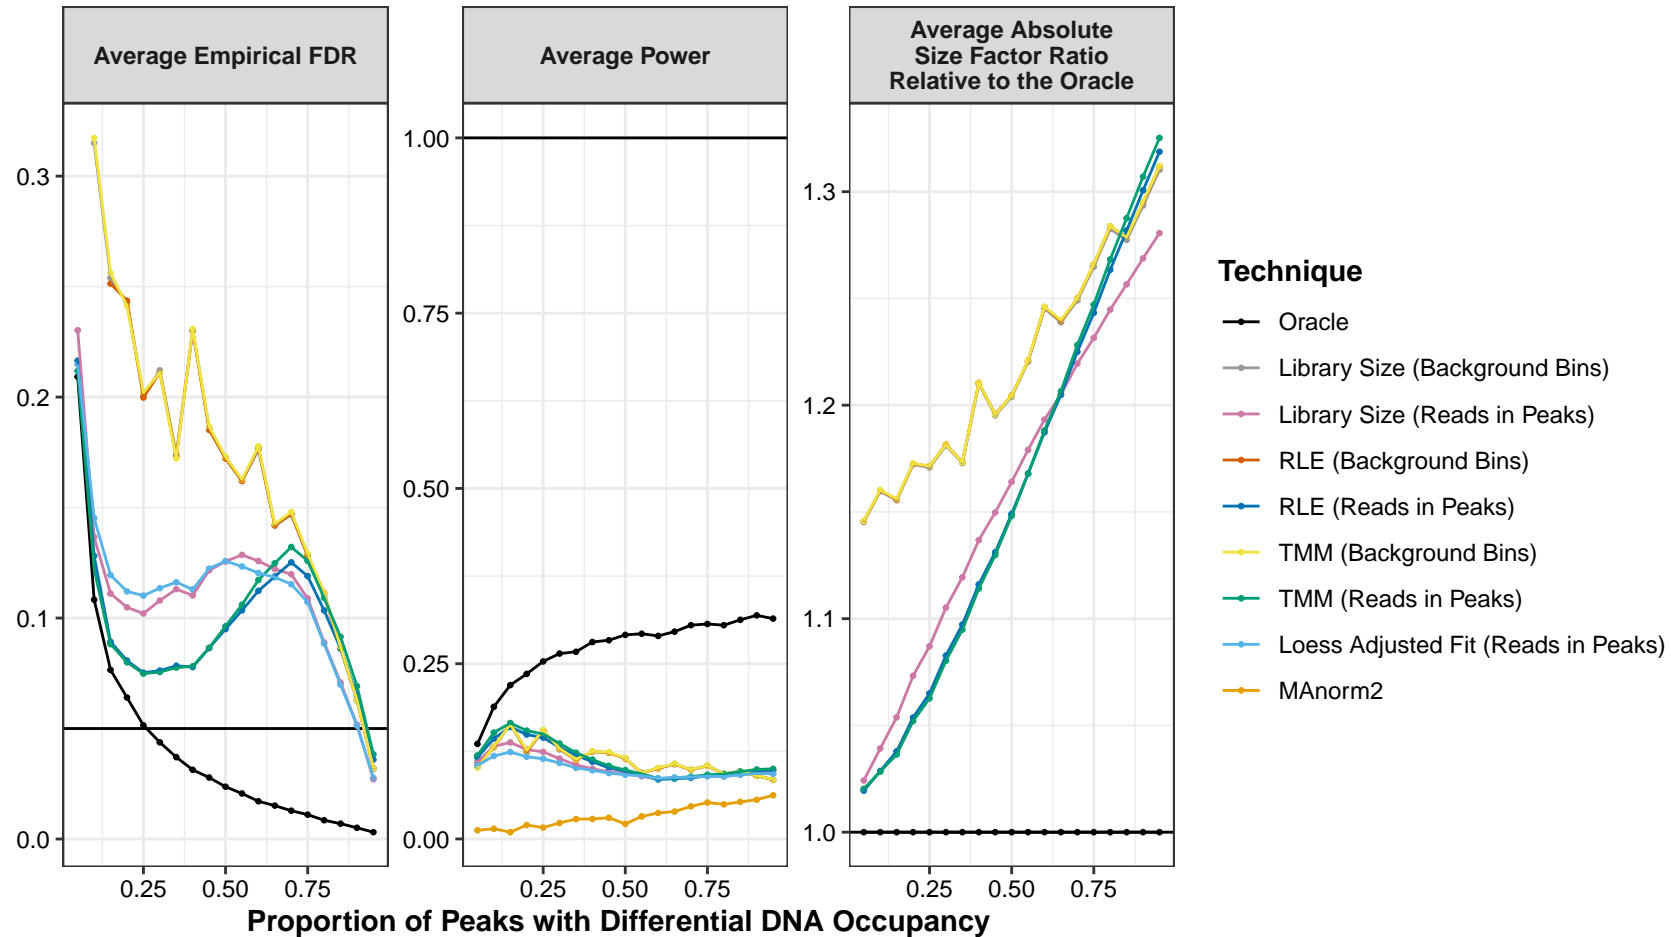 Average Empirical FDR
Average Power
Average Absolute
Size Factor Ratio
Relative to the Oracle
0.3
0.2
0.1
0.0
1.00
0.75
0.50
0.25
0.00
1.3
1.2
1.1
1.0
0.25 0.50 0.75
0.25 0.50 0.75
0.25 0.50 0.75
Proportion of Peaks with Differential DNA Occupancy
Technique
Oracle
Library Size (Background Bins)
Library Size (Reads in Peaks)
RLE (Background Bins)
RLE (Reads in Peaks)
TMM (Background Bins)
TMM (Reads in Peaks)
Loess Adjusted Fit (Reads in Peaks)
MAnorm2